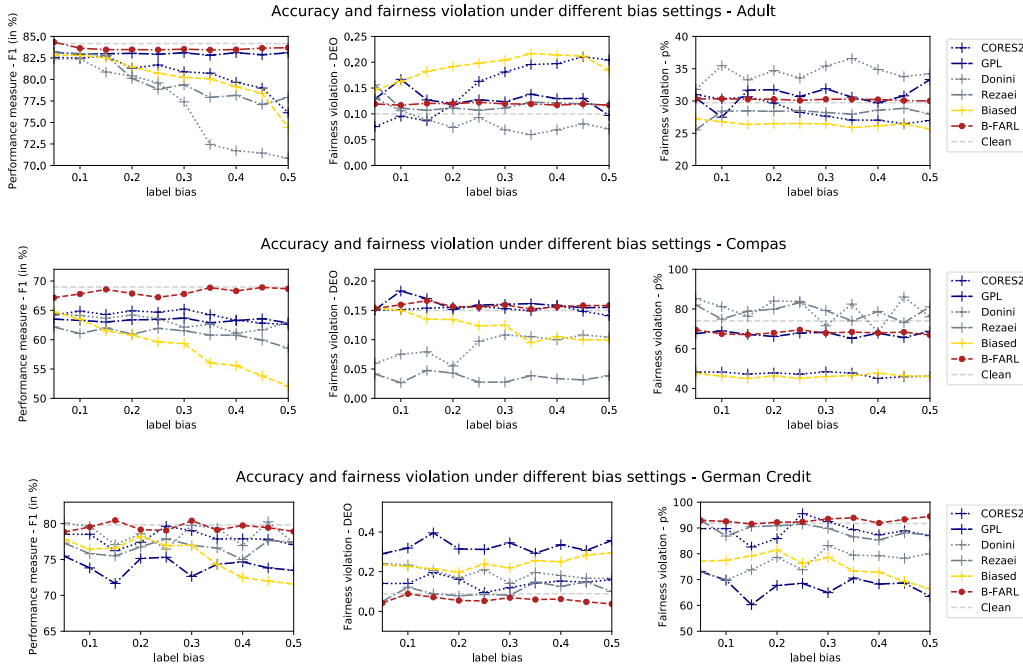 Accuracy and fairness violation under different bias settings - Adult
Performance measure - F1 (in %)
85.0
82.5
80.0
77.5
75.0
72.5
70.0
0.1 0.2 0.3 0.4 0.5
label bias
Fairness violation - DEO
0.25
0.20
0.15
0.10
0.05
0.00
0.1 0.2 0.3 0.4 0.5
label bias
Fairness violation - p%
40
35
30
25
20
0.1 0.2 0.3 0.4 0.5
label bias
CORES2
GPL
Donini
Rezaei
Biased
B-FARL
Clean
Accuracy and fairness violation under different bias settings - Compas
Performance measure - F1 (in %)
70
65
60
55
50
0.1 0.2 0.3 0.4 0.5
label bias
Fairness violation - DEO
0.20
0.15
0.10
0.05
0.00
0.1 0.2 0.3 0.4 0.5
label bias
Fairness violation - p%
100
80
60
40
0.1 0.2 0.3 0.4 0.5
label bias
CORES2
GPL
Donini
Rezaei
Biased
B-FARL
Clean
Accuracy and fairness violation under different bias settings - German Credit
Performance measure - F1 (in %)
80
75
70
65
0.1 0.2 0.3 0.4 0.5
label bias
Fairness violation - DEO
0.4
0.2
0.0
0.1 0.2 0.3 0.4 0.5
label bias
Fairness violation - p%
100
90
80
70
60
50
0.1 0.2 0.3 0.4 0.5
label bias
CORES2
GPL
Donini
Rezaei
Biased
B-FARL
Clean